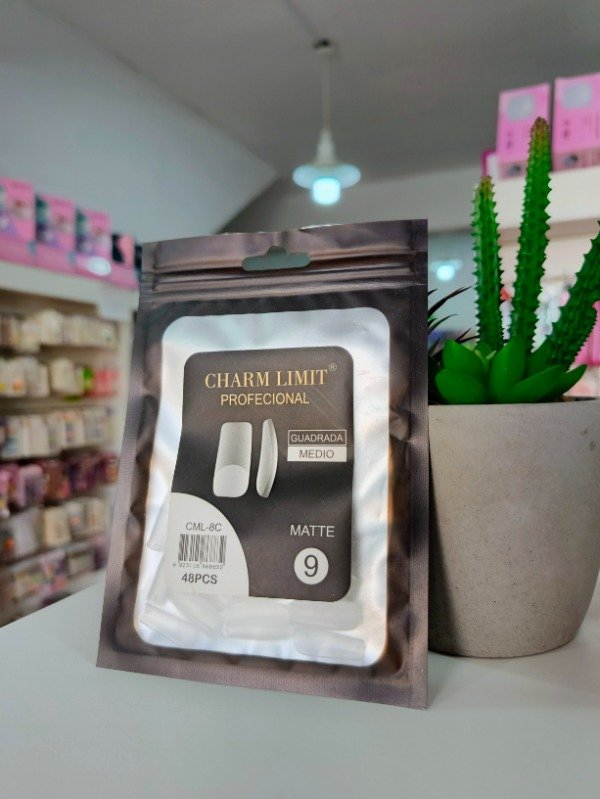 CHARM LIMIT®
PROFECIONAL
GUADRADA
MEDIO
MATTE
9
CML-8C
48PCS